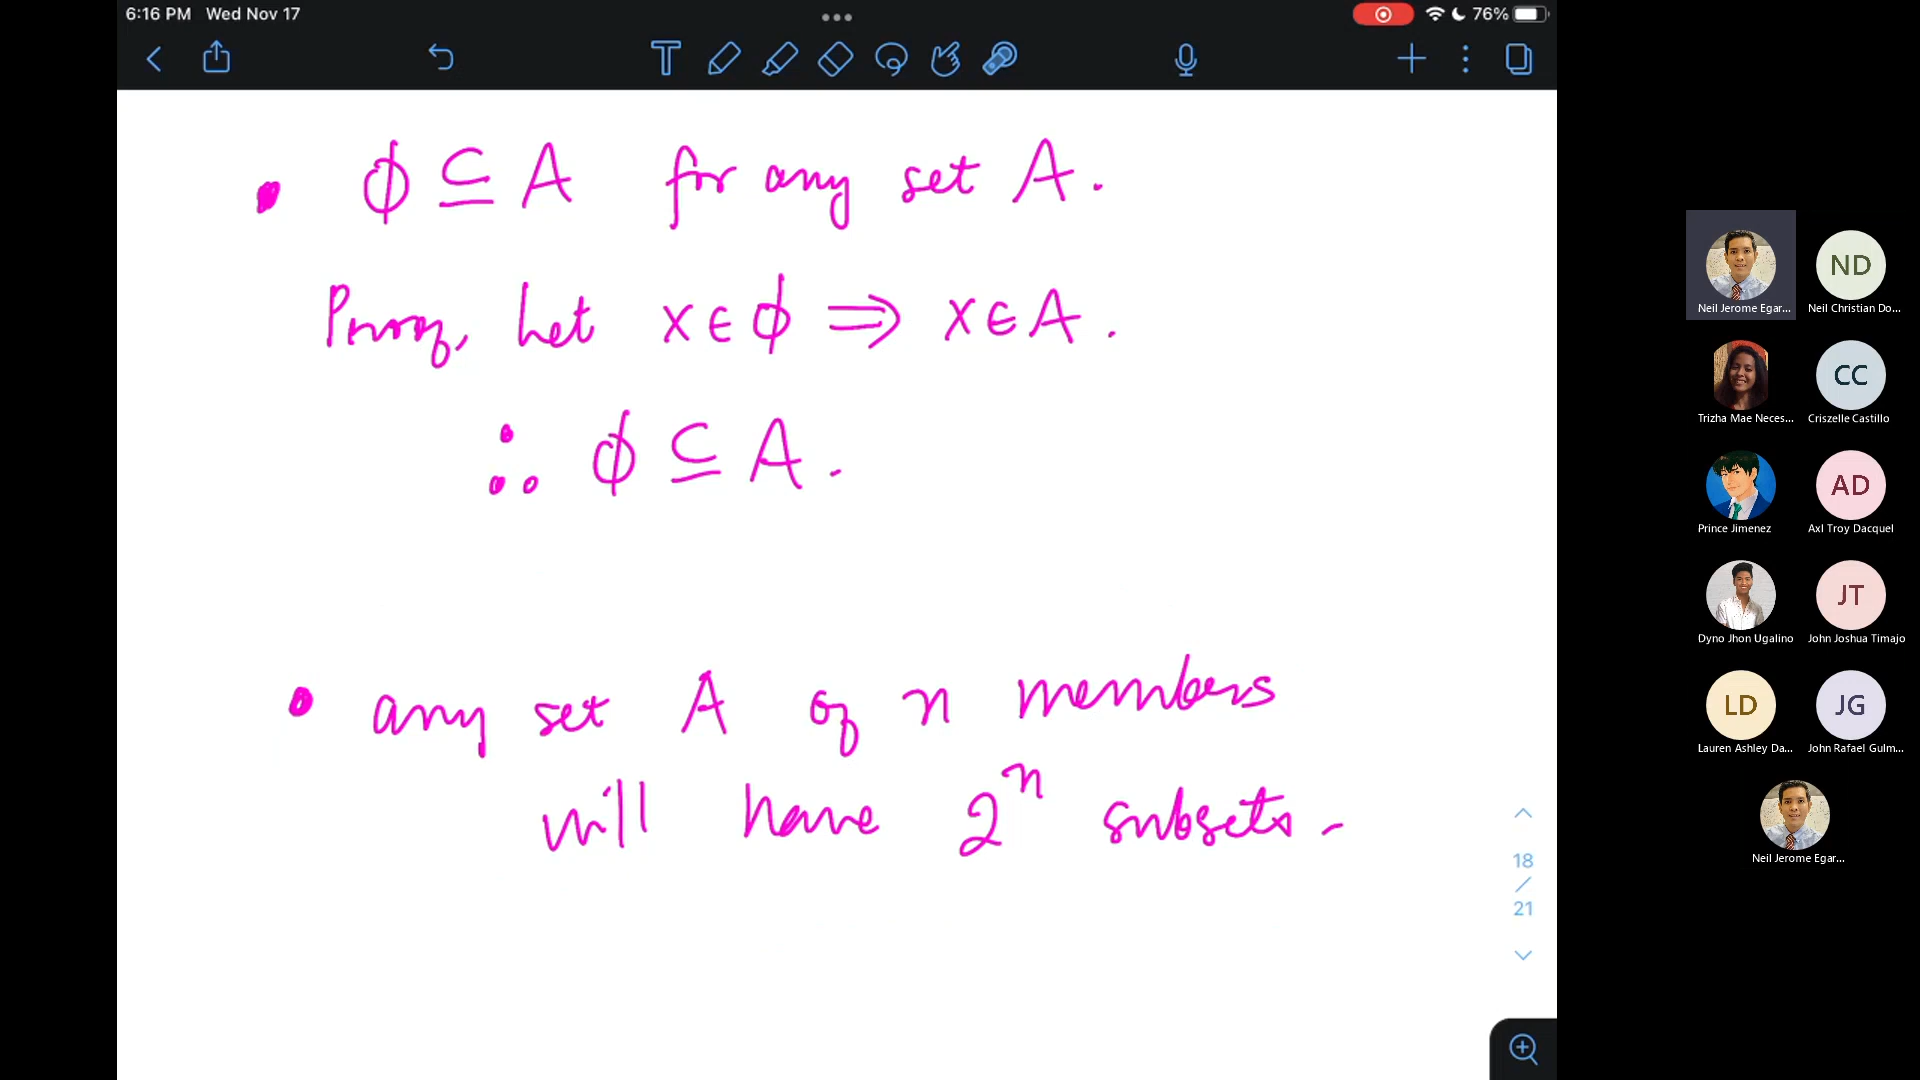 6:16 PM Wed Nov 17
76%
• ϕ ⊆ A for any set A.
Proof, Let x ∈ ϕ ⇒ x ∈ A.
∴ ϕ ⊆ A.
• any set A of n members
will have 2ⁿ subsets.
18
/
21
Neil Jerome Egar...
ND
Neil Christian Do...
Trizha Mae Neces...
CC
Criszelle Castillo
Prince Jimenez
AD
Axl Troy Dacquel
Dyno Jhon Ugalino
JT
John Joshua Timajo
LD
Lauren Ashley Da...
JG
John Rafael Gulm...
Neil Jerome Egar...